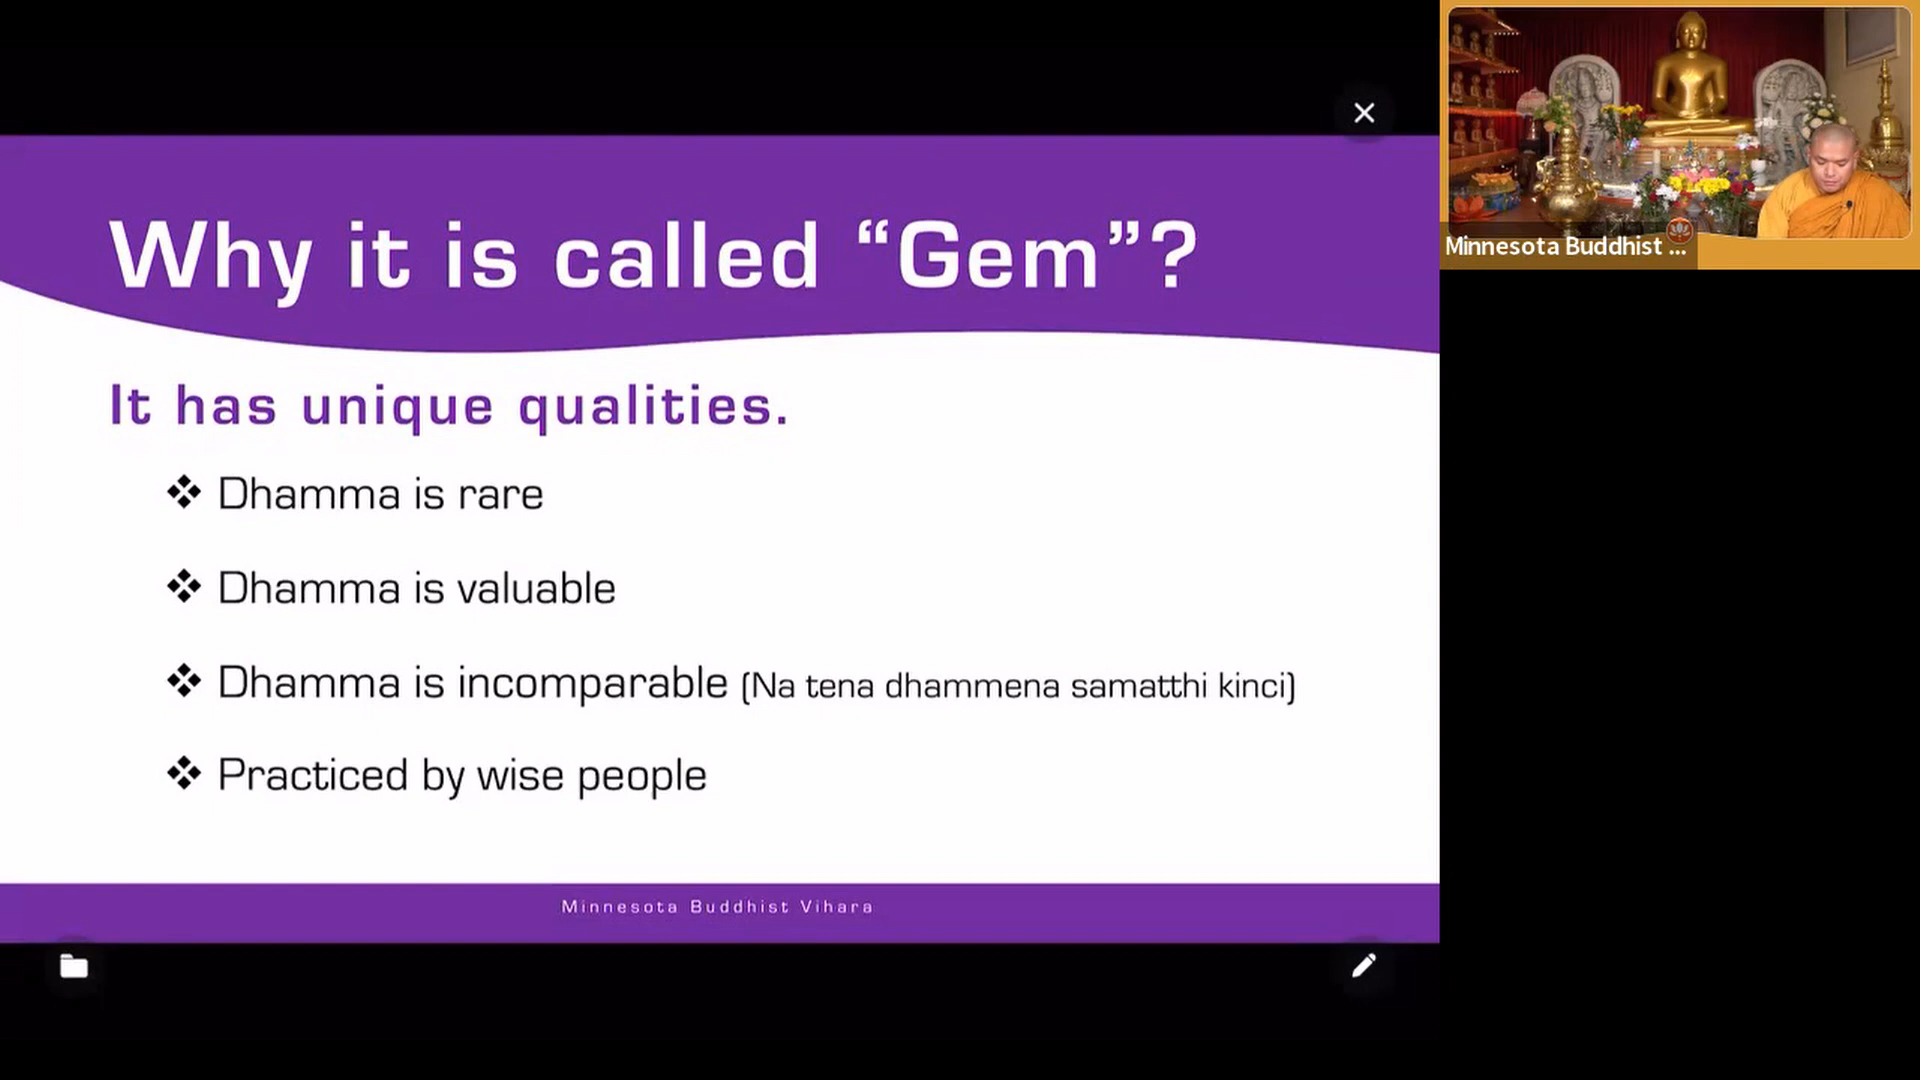 Why it is called “Gem”?
It has unique qualities.
❖ Dhamma is rare
❖ Dhamma is valuable
❖ Dhamma is incomparable (Na tena dhammena samatthi kinci)
❖ Practiced by wise people
Minnesota Buddhist Vihara
Minnesota Buddhist ...